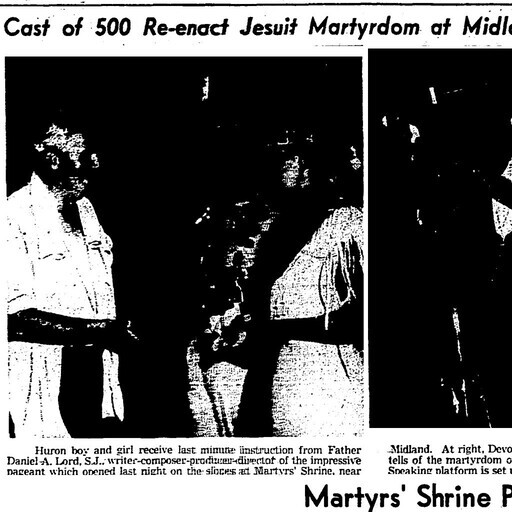 Cast of 500 Re-enact Jesuit Martyrdom at
Huron boy and girl receive last minute instruction from Father
Daniel A. Lord, S.J., writer-composer-producer-director of the impressive
pageant which opened last night on the slopes at Martyrs' Shrine, near
Midland. At right,
tells of the martyrdom
Speaking platform is set
Martyrs' Shrine